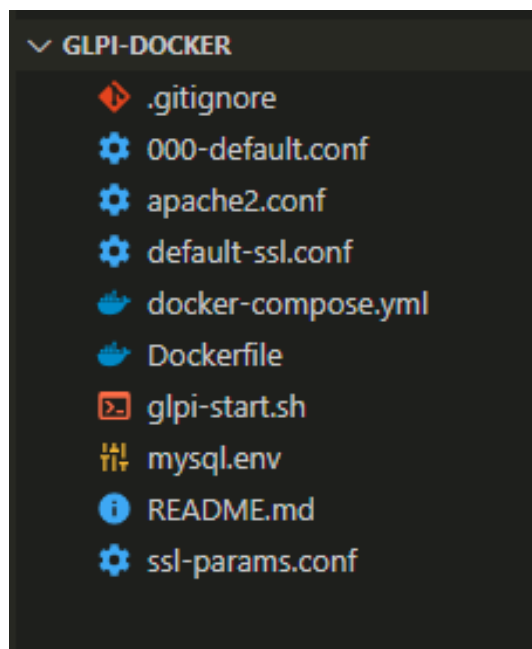 GLPI-DOCKER
.gitignore
000-default.conf
apache2.conf
default-ssl.conf
docker-compose.yml
Dockerfile
glpi-start.sh
mysql.env
README.md
ssl-params.conf